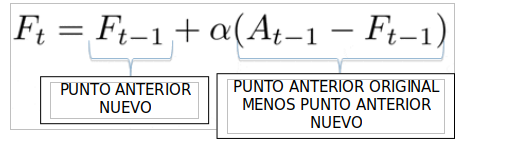 F_t = F_{t-1} + α(A_{t-1} − F_{t-1})
PUNTO ANTERIOR
NUEVO
PUNTO ANTERIOR ORIGINAL
MENOS PUNTO ANTERIOR
NUEVO